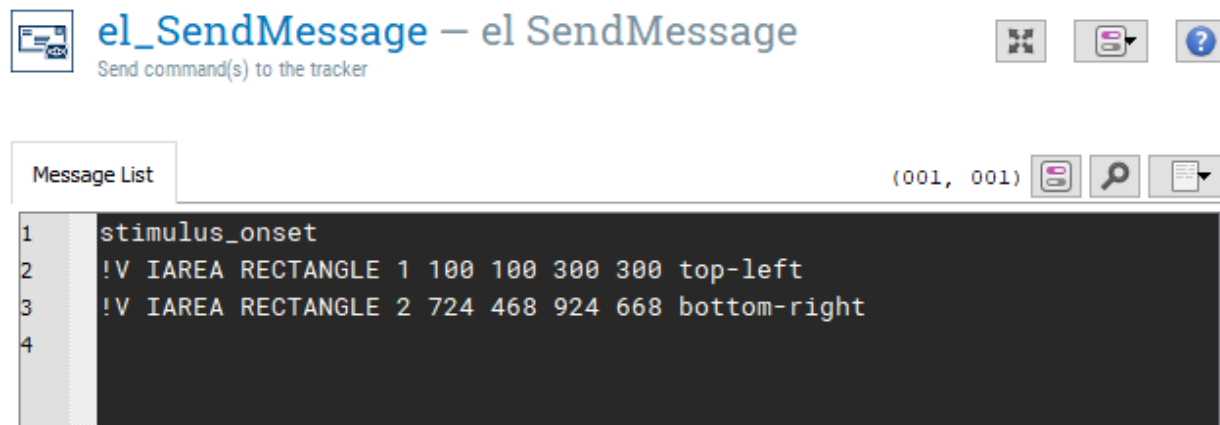 el_SendMessage — el SendMessage
Send command(s) to the tracker
Message List
(001, 001)
1 stimulus_onset
2 !V IAREA RECTANGLE 1 100 100 300 300 top-left
3 !V IAREA RECTANGLE 2 724 468 924 668 bottom-right
4